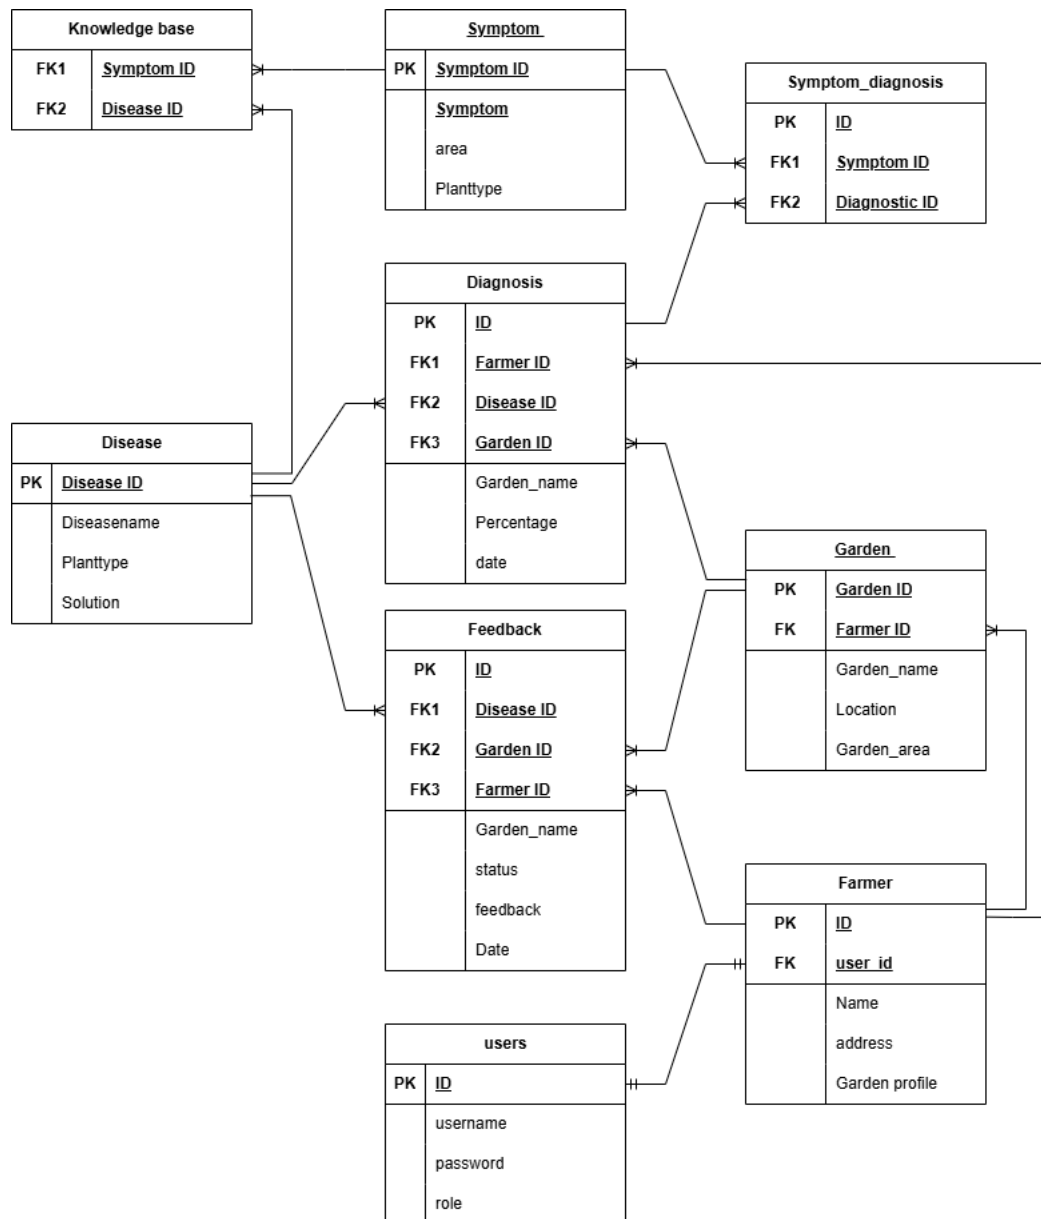 Knowledge base
FK1 Symptom ID
FK2 Disease ID
Symptom
PK Symptom ID
Symptom
area
Planttype
Symptom_diagnosis
PK ID
FK1 Symptom ID
FK2 Diagnostic ID
Diagnosis
PK ID
FK1 Farmer ID
FK2 Disease ID
FK3 Garden ID
Garden_name
Percentage
date
Disease
PK Disease ID
Diseasename
Planttype
Solution
Garden
PK Garden ID
FK Farmer ID
Garden_name
Location
Garden_area
Feedback
PK ID
FK1 Disease ID
FK2 Garden ID
FK3 Farmer ID
Garden_name
status
feedback
Date
Farmer
PK ID
FK user_id
Name
address
Garden profile
users
PK ID
username
password
role